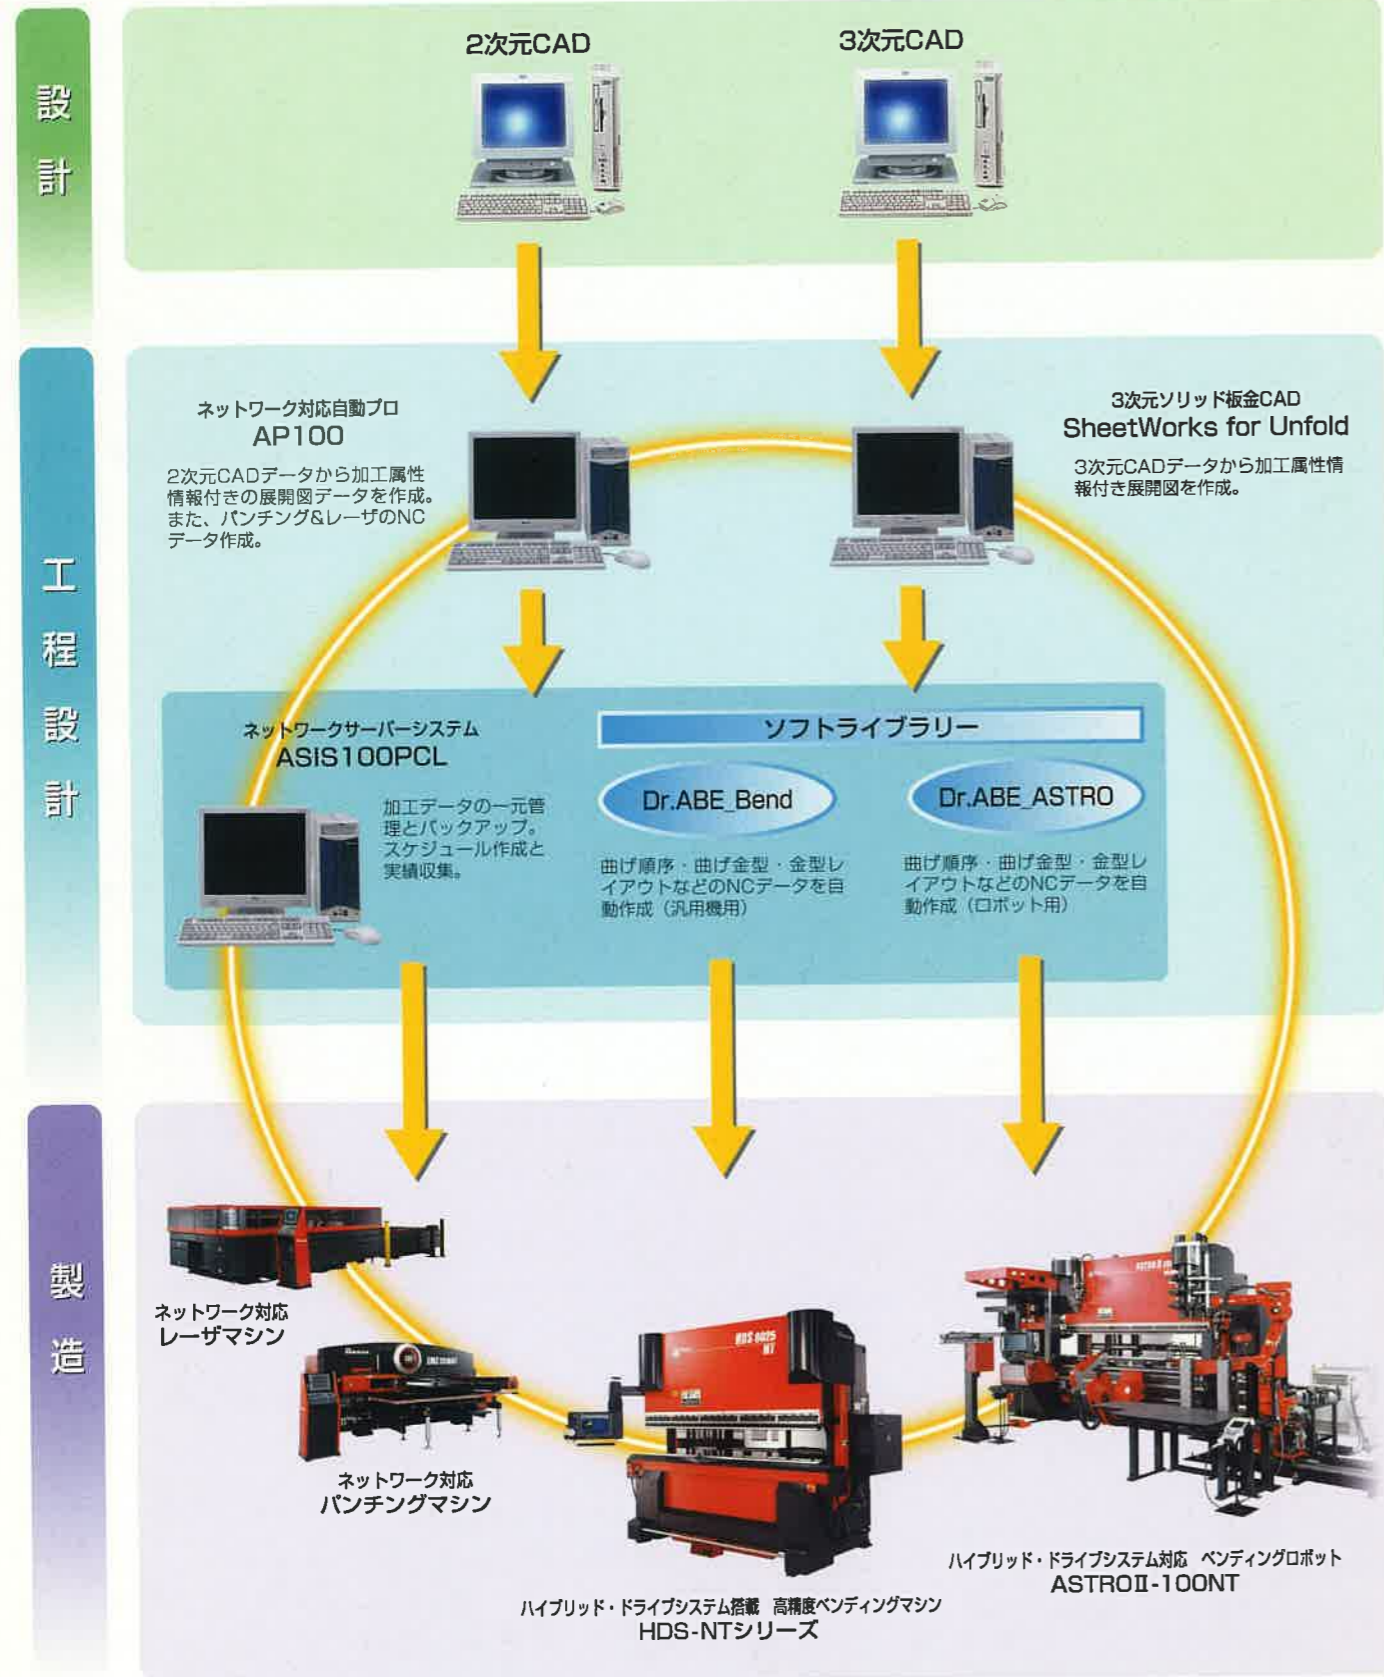 設計
2次元CAD
3次元CAD
工程設計
ネットワーク対応自動プロ
AP100
2次元CADデータから加工属性
情報付きの展開図データを作成。
また、パンチング&レーザのNC
データ作成。
3次元ソリッド板金CAD
SheetWorks for Unfold
3次元CADデータから加工属性情
報付き展開図を作成。
ネットワークサーバーシステム
ASIS100PCL
加工データの一元管
理とバックアップ。
スケジュール作成と
実績収集。
ソフトライブラリー
Dr.ABE_Bend
曲げ順序・曲げ金型・金型レ
イアウトなどのNCデータを自
動作成（汎用機用）
Dr.ABE_ASTRO
曲げ順序・曲げ金型・金型レ
イアウトなどのNCデータを自
動作成（ロボット用）
製造
ネットワーク対応
レーザマシン
ネットワーク対応
パンチングマシン
HDS 8025
NT
ハイブリッド・ドライブシステム搭載　高精度ベンディングマシン
HDS-NTシリーズ
ハイブリッド・ドライブシステム対応　ベンディングロボット
ASTROⅡ-100NT